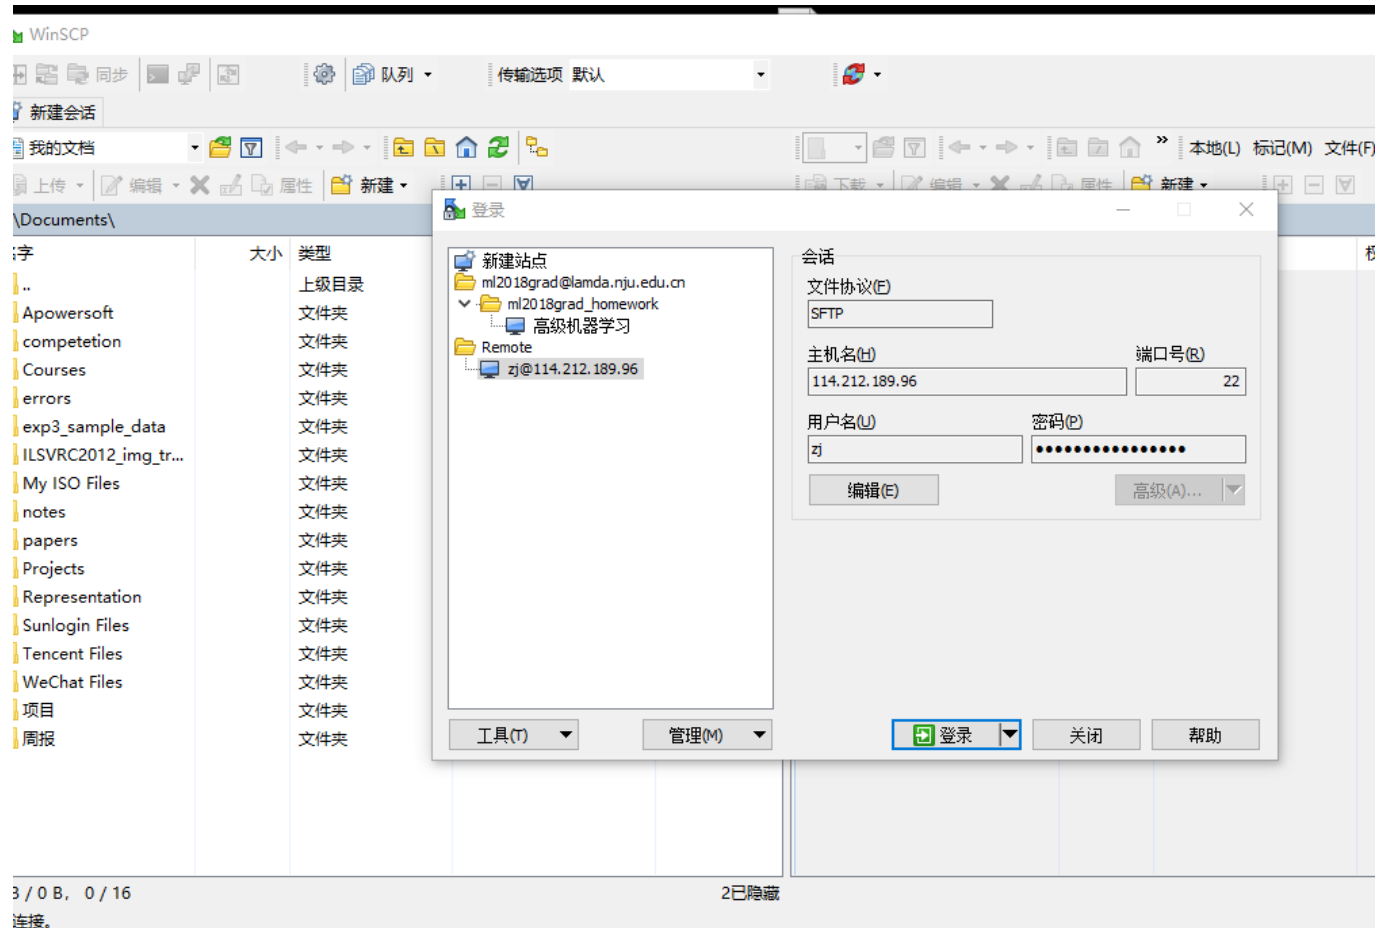 WinSCP
同步 队列 传输选项 默认
新建会话
我的文档 本地(L) 标记(M) 文件(F)
上传 编辑 属性 新建 下载 编辑 属性 新建
\Documents\
字 大小 类型
.. 上级目录
Apowersoft 文件夹
competetion 文件夹
Courses 文件夹
errors 文件夹
exp3_sample_data 文件夹
ILSVRC2012_img_tr... 文件夹
My ISO Files 文件夹
notes 文件夹
papers 文件夹
Projects 文件夹
Representation 文件夹
Sunlogin Files 文件夹
Tencent Files 文件夹
WeChat Files 文件夹
项目 文件夹
周报 文件夹
登录
新建站点
ml2018grad@lamda.nju.edu.cn
ml2018grad_homework
高级机器学习
Remote
zj@114.212.189.96
会话
文件协议(F)
SFTP
主机名(H) 端口号(R)
114.212.189.96 22
用户名(U) 密码(P)
zj ••••••••••••••••
编辑(E) 高级(A)...
工具(T) 管理(M) 登录 关闭 帮助
/ 0 B, 0 / 16 2已隐藏
连接。